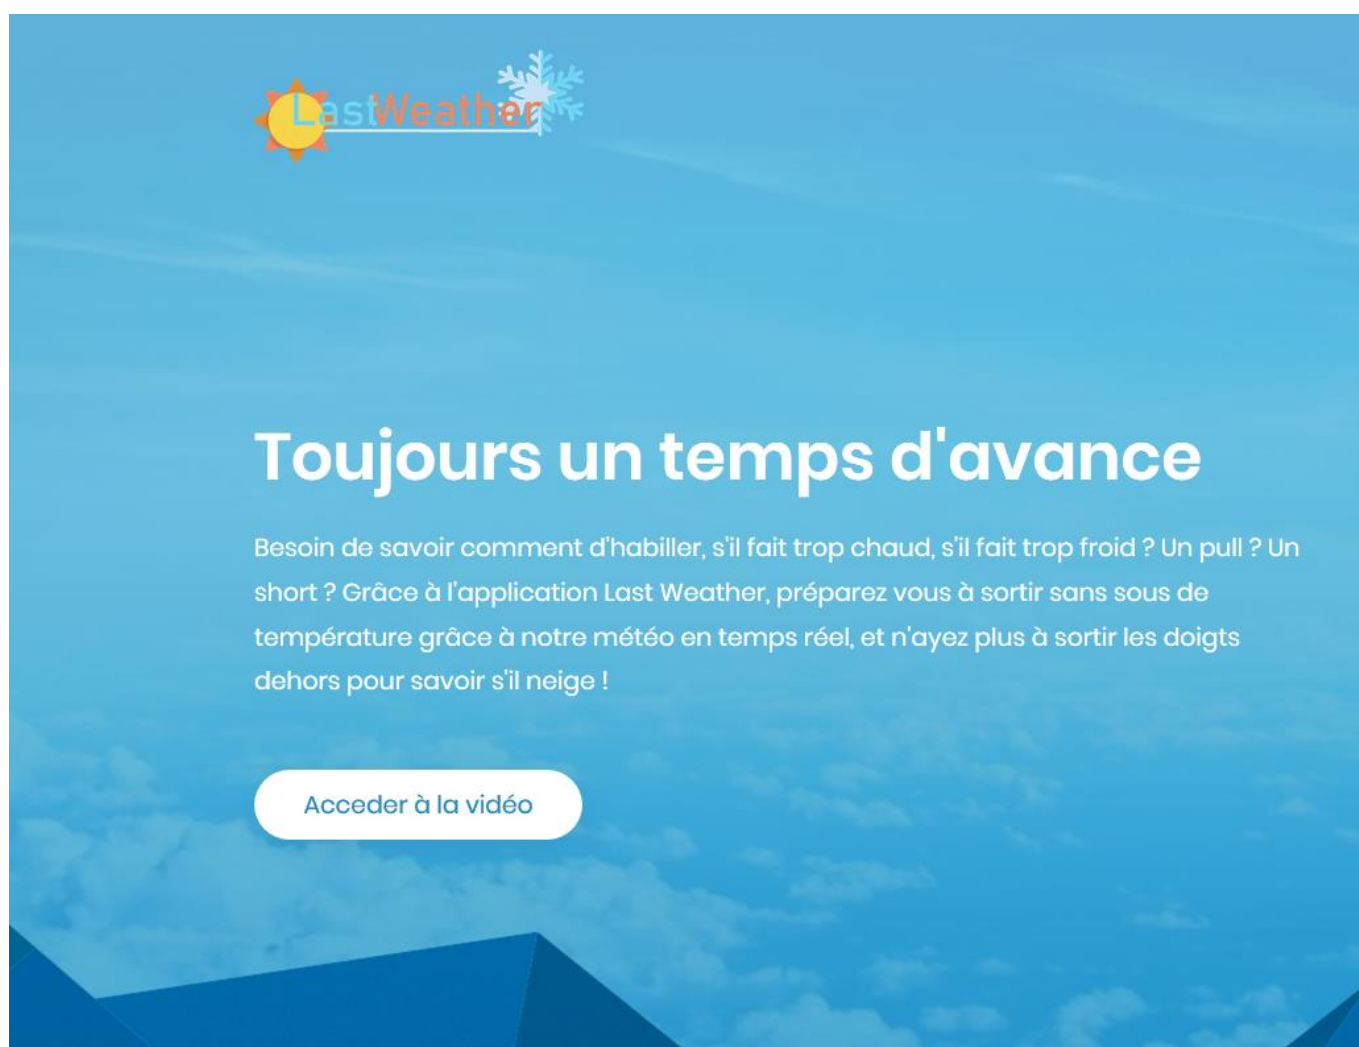 LastWeather
Toujours un temps d'avance
Besoin de savoir comment d'habiller, s'il fait trop chaud, s'il fait trop froid ? Un pull ? Un
short ? Grâce à l'application Last Weather, préparez vous à sortir sans sous de
température grâce à notre météo en temps réel, et n'ayez plus à sortir les doigts
dehors pour savoir s'il neige !
Acceder à la vidéo